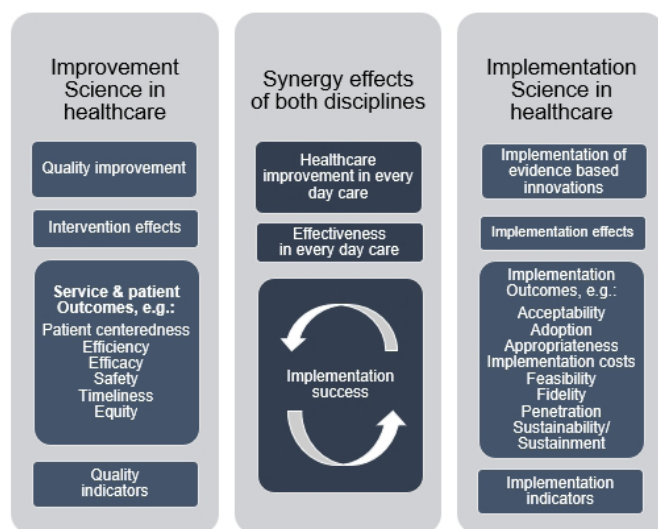 Improvement
Science in
healthcare
Quality improvement
Intervention effects
Service & patient
Outcomes, e.g.:
Patient centeredness
Efficiency
Efficacy
Safety
Timeliness
Equity
Quality
indicators
Synergy effects
of both disciplines
Healthcare
improvement in every
day care
Effectiveness
in every day care
Implementation
success
Implementation
Science in
healthcare
Implementation of
evidence based
innovations
Implementation effects
Implementation
Outcomes, e.g.:
Acceptability
Adoption
Appropriateness
Implementation costs
Feasibility
Fidelity
Penetration
Sustainability/
Sustainment
Implementation
indicators